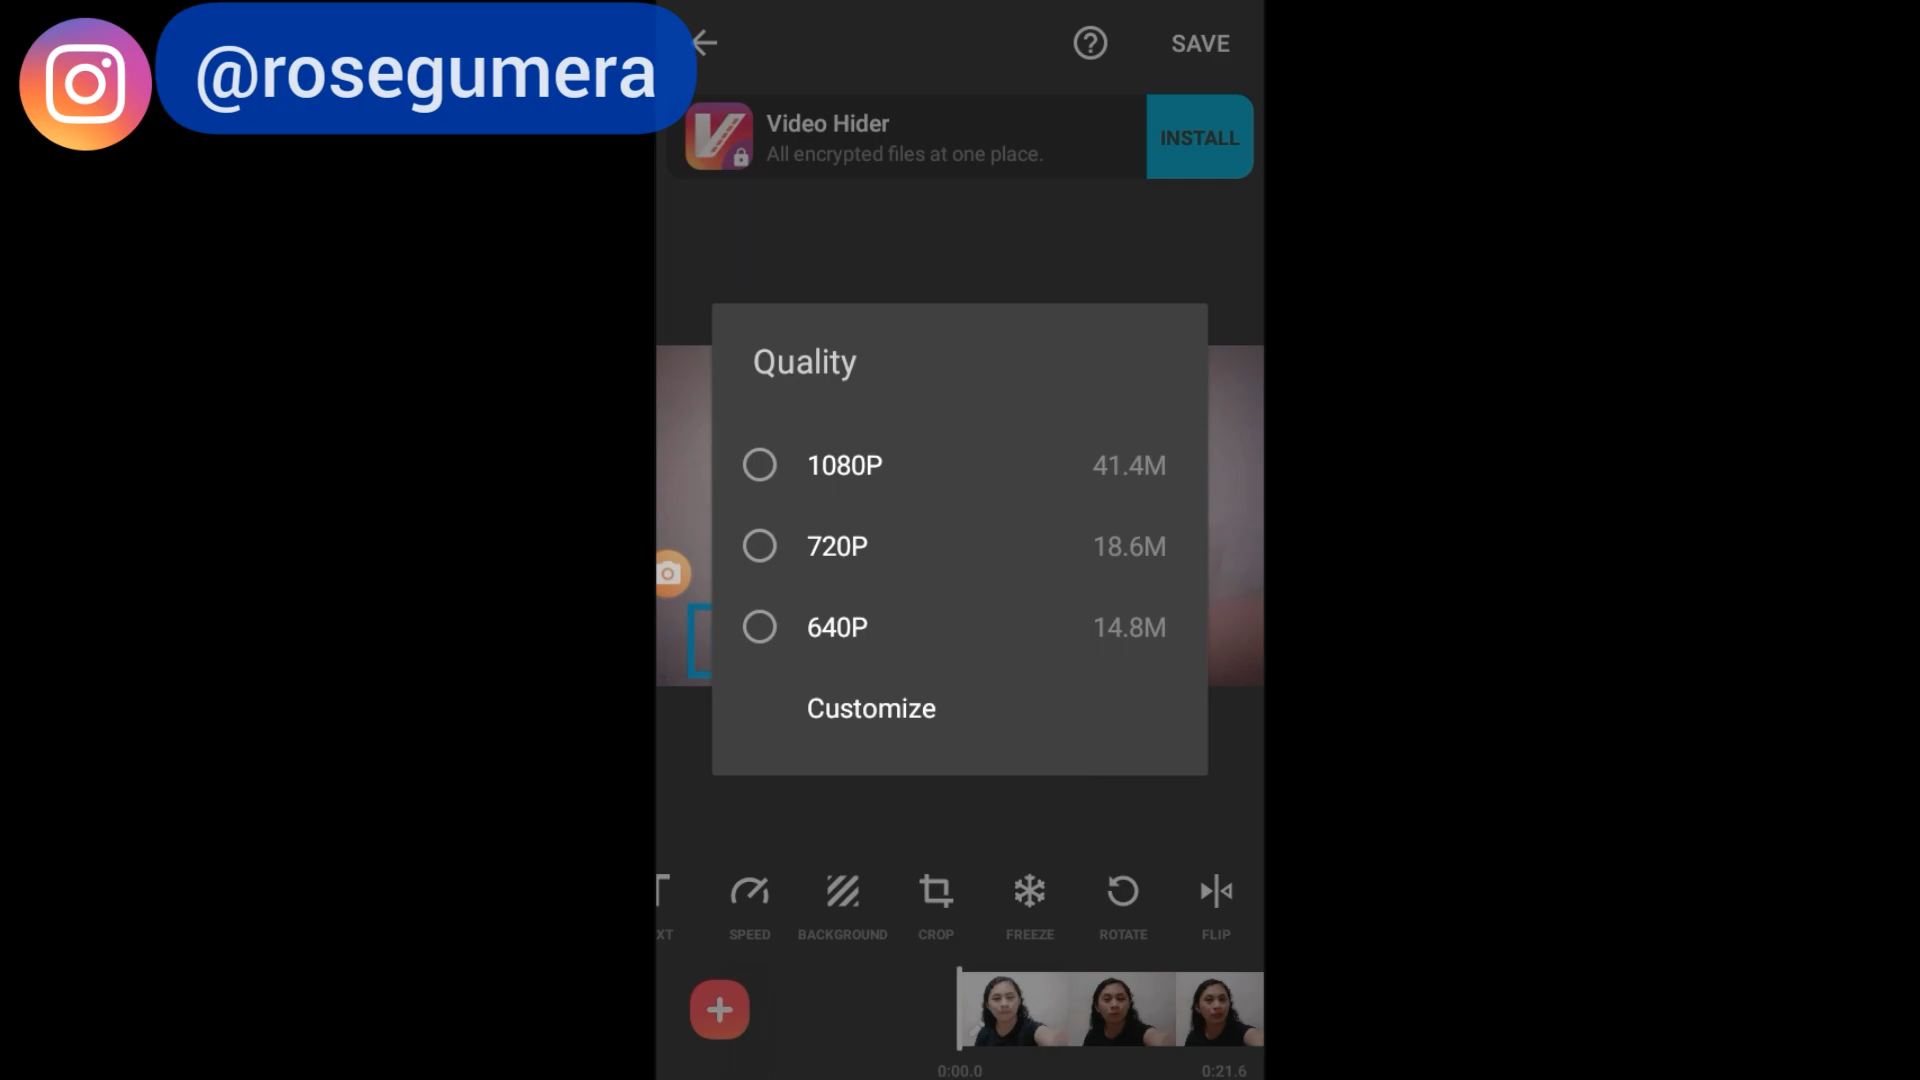 @rosegumera
SAVE
Video Hider
All encrypted files at one place.
INSTALL
Quality
1080P 41.4M
720P 18.6M
640P 14.8M
Customize
XT SPEED BACKGROUND CROP FREEZE ROTATE FLIP
0:00.0 0:21.6